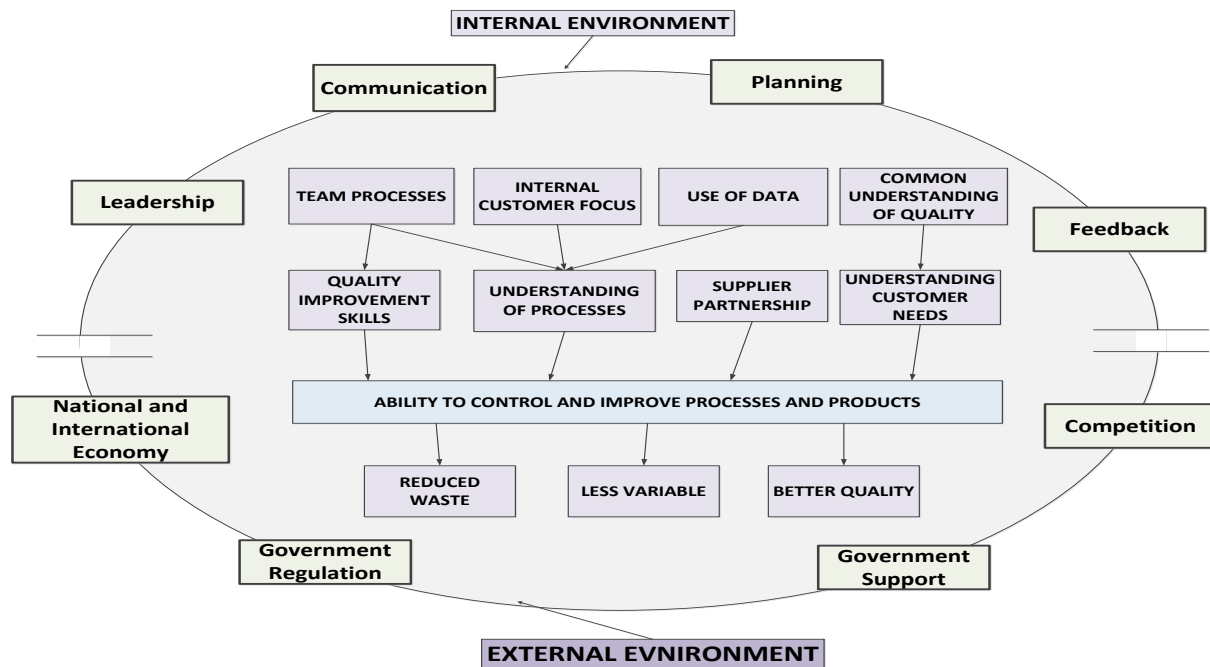 INTERNAL ENVIRONMENT
Communication
Planning
Leadership
Feedback
TEAM PROCESSES
INTERNAL
CUSTOMER FOCUS
USE OF DATA
COMMON
UNDERSTANDING
OF QUALITY
QUALITY
IMPROVEMENT
SKILLS
UNDERSTANDING
OF PROCESSES
SUPPLIER
PARTNERSHIP
UNDERSTANDING
CUSTOMER
NEEDS
ABILITY TO CONTROL AND IMPROVE PROCESSES AND PRODUCTS
National and
International
Economy
Competition
REDUCED
WASTE
LESS VARIABLE
BETTER QUALITY
Government
Regulation
Government
Support
EXTERNAL EVNIRONMENT